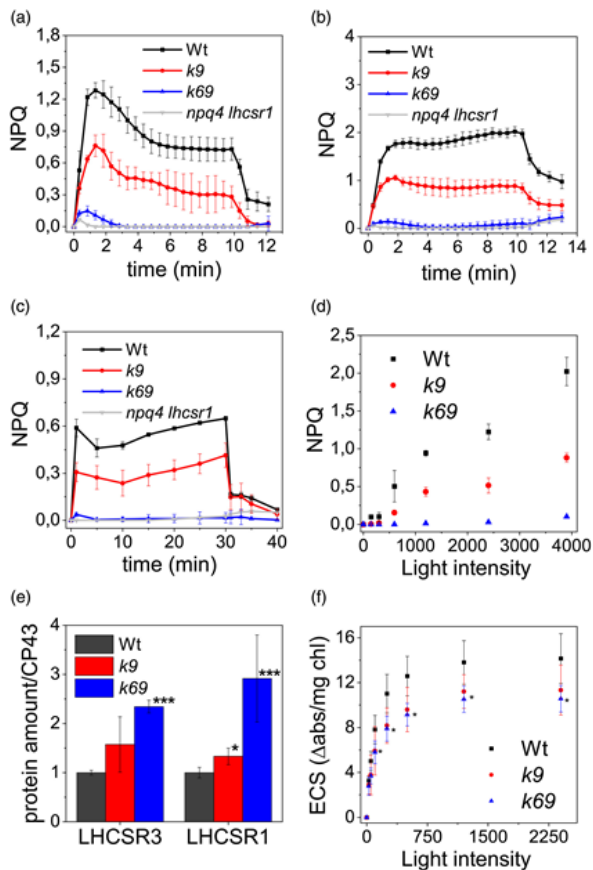 (a)
Wt
k9
k69
npq4 lhcsr1
NPQ
1,8
1,5
1,2
0,9
0,6
0,3
0,0
0 2 4 6 8 10 12
time (min)
(b)
Wt
k9
k69
npq4 lhcsr1
NPQ
4
3
2
1
0
0 2 4 6 8 10 12 14
time (min)
(c)
Wt
k9
k69
npq4 lhcsr1
NPQ
1,2
0,9
0,6
0,3
0,0
0 10 20 30 40
time (min)
(d)
Wt
k9
k69
NPQ
2,5
2,0
1,5
1,0
0,5
0,0
0 1000 2000 3000 4000
Light intensity
(e)
Wt
k9
k69
protein amount/CP43
4
3
2
1
0
***
*
***
LHCSR3 LHCSR1
(f)
ECS (Δabs/mg chl)
16
12
8
4
0
* * * * *
Wt
k9
k69
0 750 1500 2250
Light intensity